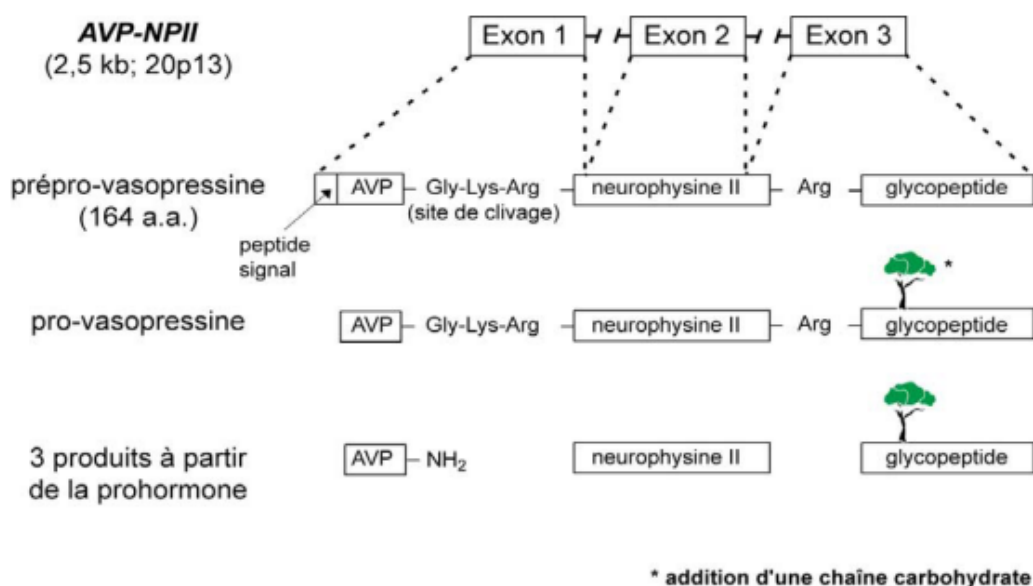 AVP-NPII
(2,5 kb; 20p13)
Exon 1
Exon 2
Exon 3
prépro-vasopressine
(164 a.a.)
AVP
Gly-Lys-Arg
(site de clivage)
neurophysine II
Arg
glycopeptide
peptide
signal
*
pro-vasopressine
AVP
Gly-Lys-Arg
neurophysine II
Arg
glycopeptide
3 produits à partir
de la prohormone
AVP
NH₂
neurophysine II
glycopeptide
* addition d'une chaîne carbohydrate